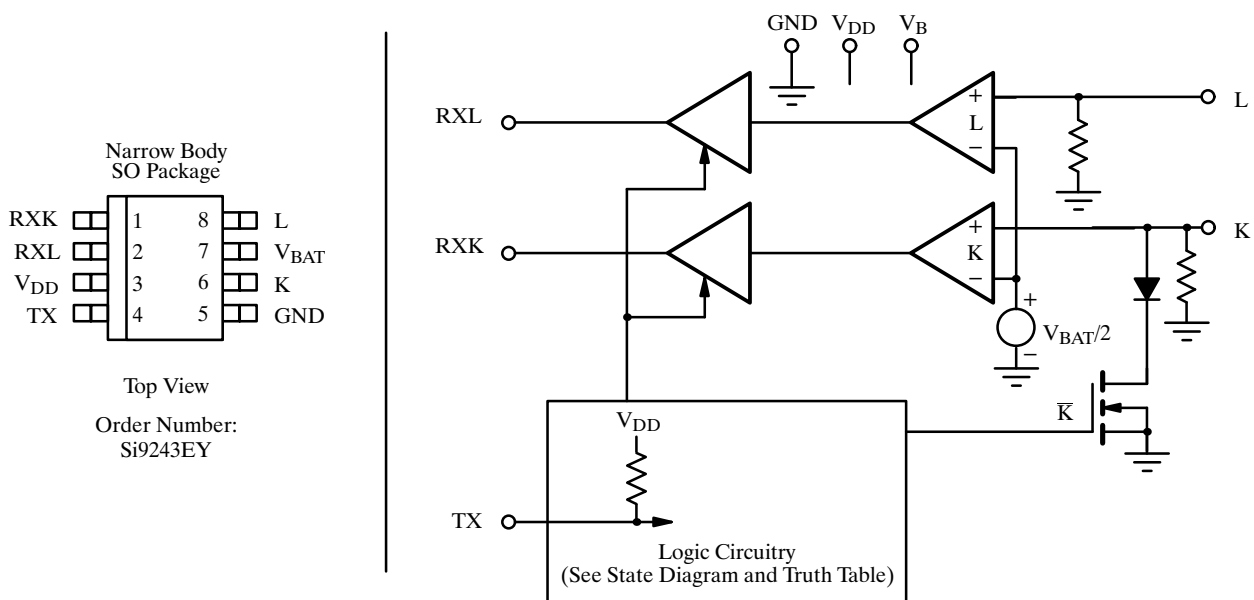 Narrow Body
SO Package
RXK 1 8 L
RXL 2 7 VBAT
VDD 3 6 K
TX 4 5 GND
Top View
Order Number:
Si9243EY
GND VDD VB
RXL
+
L
−
L
RXK
+
K
−
K
+
VBAT/2
−
K̅
VDD
TX
Logic Circuitry
(See State Diagram and Truth Table)